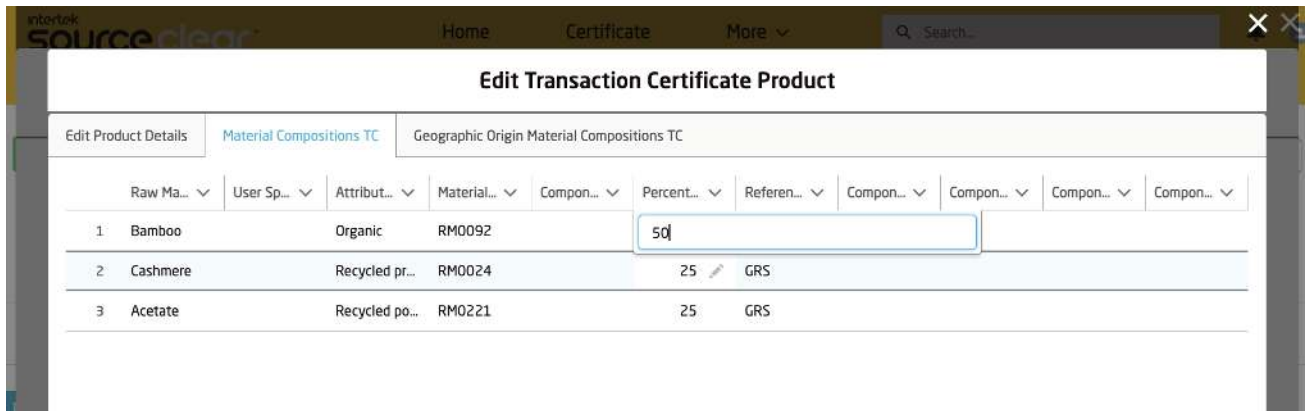 intertek
source clear
Home Certificate More Search...
Edit Transaction Certificate Product
Edit Product Details Material Compositions TC Geographic Origin Material Compositions TC
Raw Ma... User Sp... Attribut... Material... Compon... Percent... Referen... Compon... Compon... Compon... Compon...
1 Bamboo Organic RM0092 50
2 Cashmere Recycled pr... RM0024 25 GRS
3 Acetate Recycled po... RM0221 25 GRS